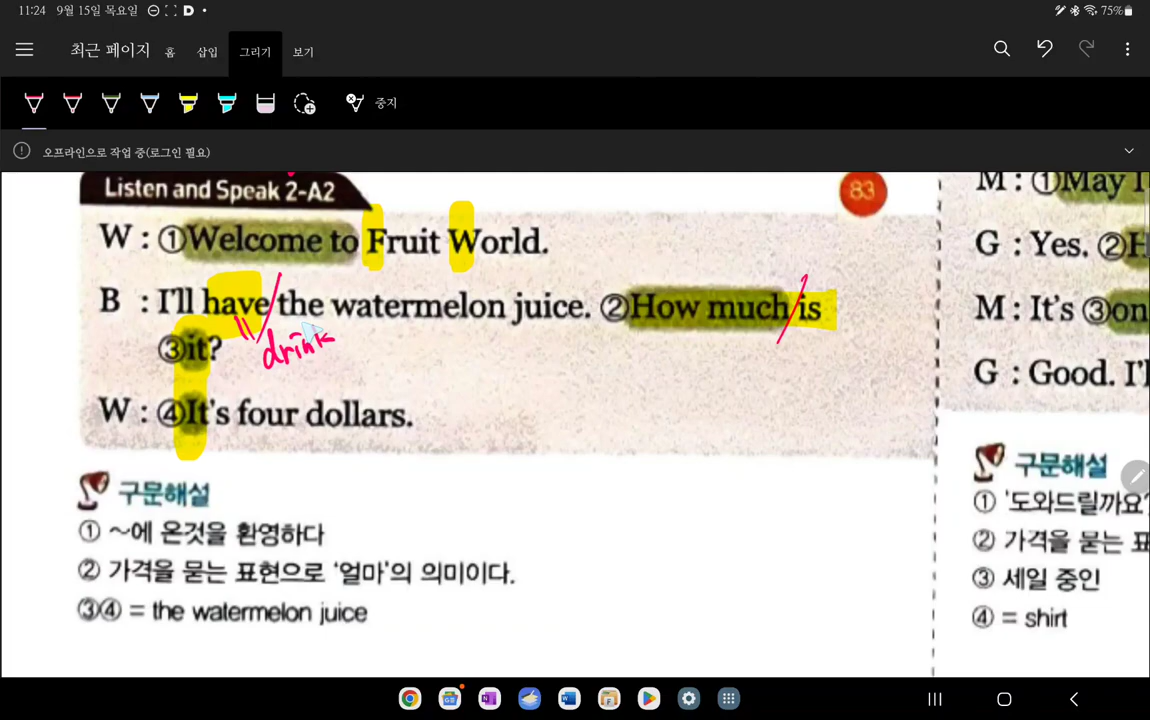 11:24 9월 15일 목요일 D 75%
최근 페이지 홈 삽입 그리기 보기
중지
오프라인으로 작업 중(로그인 필요)
Listen and Speak 2-A2
83
W : ①Welcome to Fruit World.
B : I'll have the watermelon juice. ②How much is
③it?
drink
W : ④It's four dollars.
구문해설
① ~에 온것을 환영하다
② 가격을 묻는 표현으로 '얼마'의 의미이다.
③④ = the watermelon juice
M : ①May I
G : Yes. ②H
M : It's ③on
G : Good. I'l
구문해설
① '도와드릴까요?
② 가격을 묻는 표
③ 세일 중인
④ = shirt